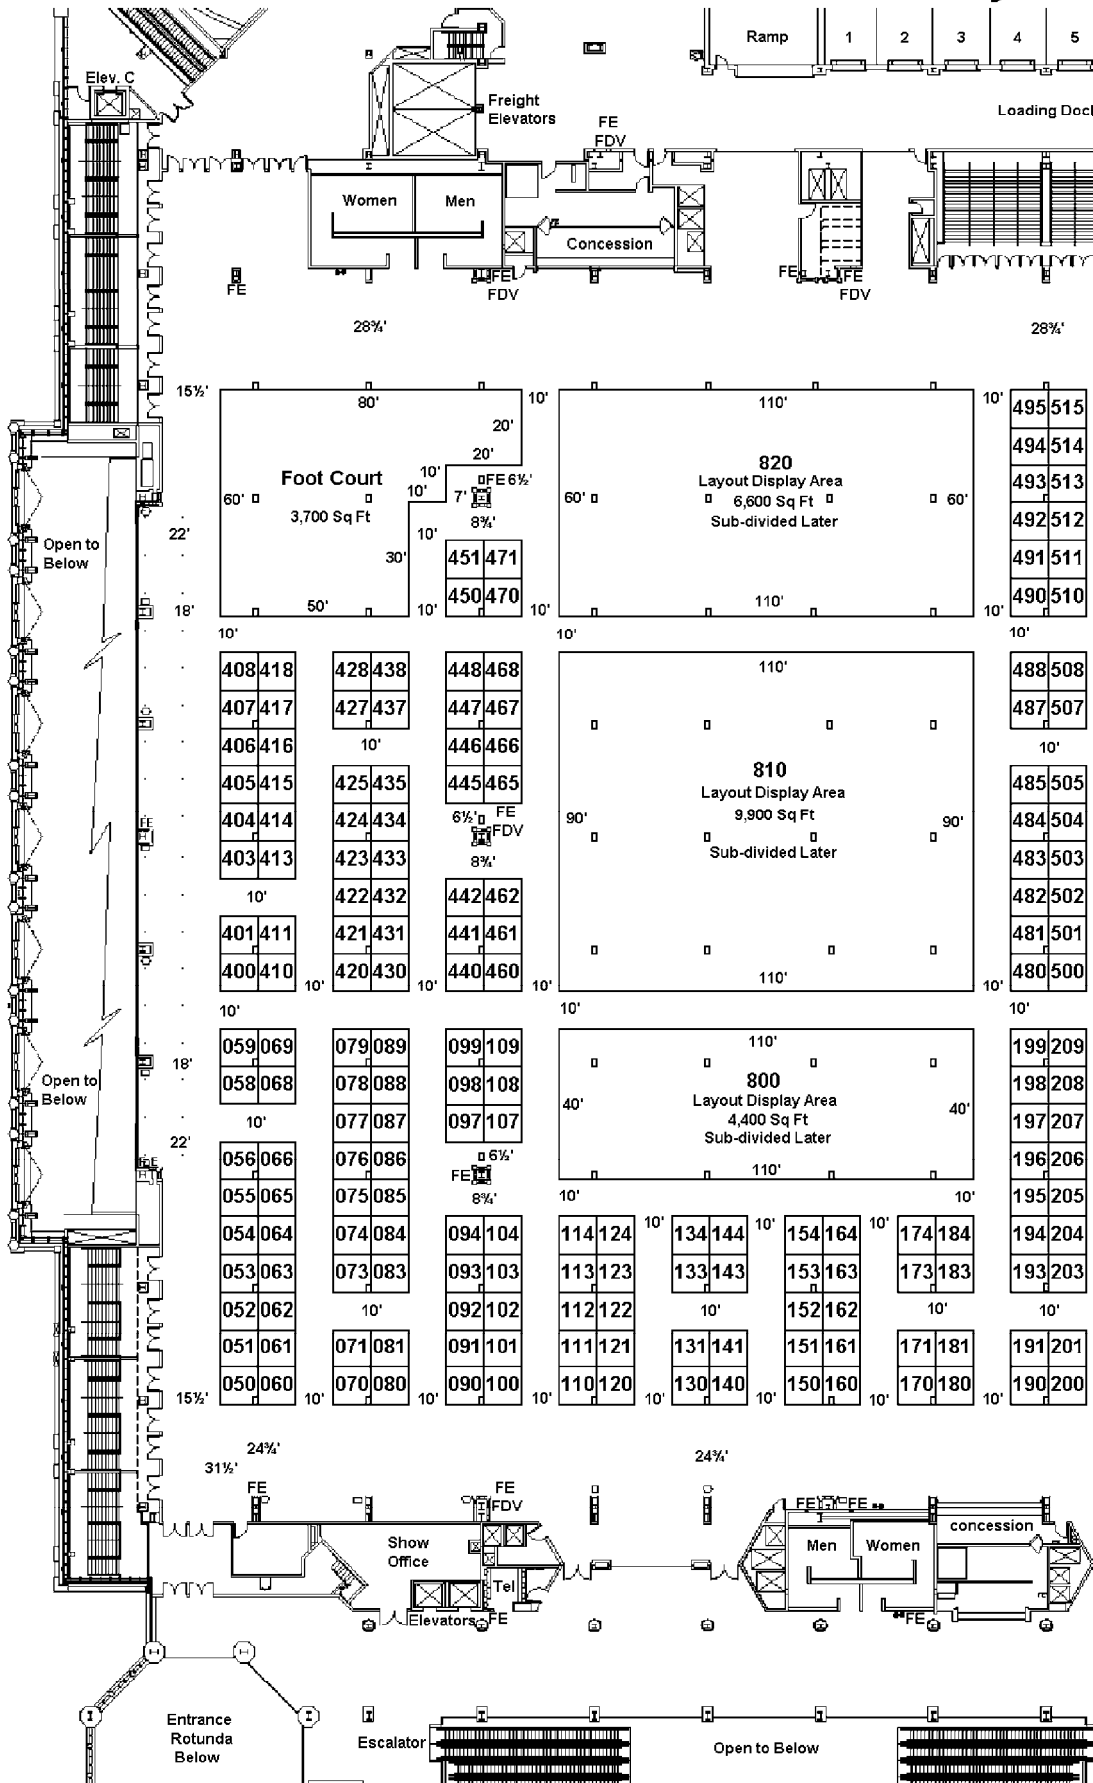 Ramp 1 2 3 4 5
Elev. C
Freight
Elevators
Loading Doc
FE
FDV
Women Men
Concession
FE
FE
FDV
FE FE
FDV
28¾' 28¾'
15½' 80' 10' 110' 10' 495 515
20'
494 514
20'
Foot Court
3,700 Sq Ft
60'
10'
10'
FE 6½'
7'
8¾'
820
Layout Display Area
6,600 Sq Ft
Sub-divided Later
60' 60'
493 513
492 512
22'
Open to
Below
10'
30'
451 471
491 511
18' 50' 10' 450 470 10' 110' 10' 490 510
10' 10' 10'
408 418 428 438 448 468 110' 488 508
407 417 427 437 447 467 487 507
406 416 10' 446 466 10'
405 415 425 435 445 465 485 505
810
Layout Display Area
9,900 Sq Ft
Sub-divided Later
90' 90'
FE
404 414 424 434 6½' FE
FDV
484 504
403 413 423 433 8¾' 483 503
10' 422 432 442 462 482 502
401 411 421 431 441 461 481 501
400 410 10' 420 430 10' 440 460 10' 110' 10' 480 500
10' 10' 10'
059 069 079 089 099 109 110' 199 209
18'
Open to
Below
058 068 078 088 098 108 198 208
800
Layout Display Area
4,400 Sq Ft
Sub-divided Later
40' 40'
10' 077 087 097 107 197 207
22'
FE
056 066 076 086 6½' 110' 196 206
FE
055 065 075 085 8¾' 10' 10' 195 205
054 064 074 084 094 104 114 124 10' 134 144 10' 154 164 10' 174 184 194 204
053 063 073 083 093 103 113 123 133 143 153 163 173 183 193 203
052 062 10' 092 102 112 122 10' 152 162 10' 10'
051 061 071 081 091 101 111 121 131 141 151 161 171 181 191 201
15½' 050 060 10' 070 080 10' 090 100 10' 110 120 10' 130 140 10' 150 160 10' 170 180 10' 190 200
24¾' 24¾'
31½'
FE FE
FDV
FE FE
Show
Office
Men Women concession
Tel
Elevators FE FE
Entrance
Rotunda
Below
Escalator Open to Below